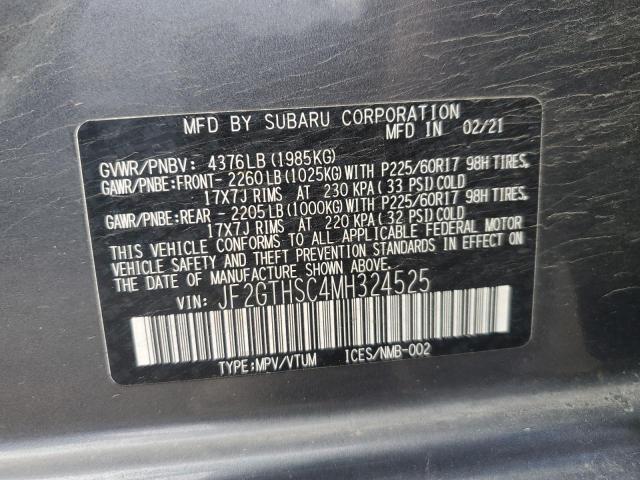 MFD BY SUBARU CORPORATION
MFD IN 02/21
GVWR/PNBV: 4376LB (1985KG)
GAWR/PNBE:FRONT-2260LB (1025KG) WITH P225/60R17 98H TIRES,
17X7J RIMS AT 230 KPA (33 PSI)COLD
GAWR/PNBE:REAR -2205LB (1000KG) WITH P225/60R17 98H TIRES,
17X7J RIMS AT 220 KPA (32 PSI)COLD
THIS VEHICLE CONFORMS TO ALL APPLICABLE FEDERAL MOTOR
VEHICLE SAFETY AND THEFT PREVENTION STANDARDS IN EFFECT ON
THE DATE OF MANUFACTURE SHOWN ABOVE.
VIN: JF2GTHSC4MH324525
TYPE:MPV/VTUM ICES/NMB-002